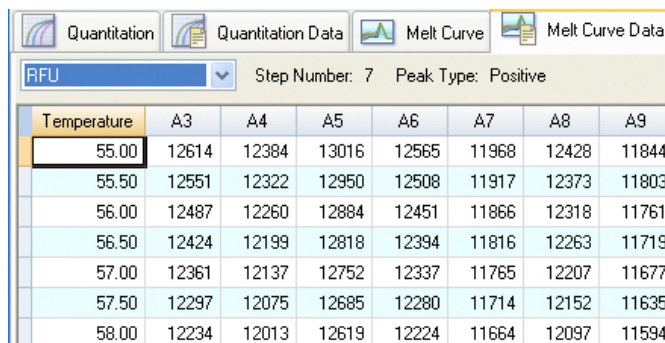 Quantitation Quantitation Data Melt Curve Melt Curve Data
RFU Step Number: 7 Peak Type: Positive
Temperature A3 A4 A5 A6 A7 A8 A9
55.00 12614 12384 13016 12565 11968 12428 11844
55.50 12551 12322 12950 12508 11917 12373 11803
56.00 12487 12260 12884 12451 11866 12318 11761
56.50 12424 12199 12818 12394 11816 12263 11719
57.00 12361 12137 12752 12337 11765 12207 11677
57.50 12297 12075 12685 12280 11714 12152 11635
58.00 12234 12013 12619 12224 11664 12097 11594